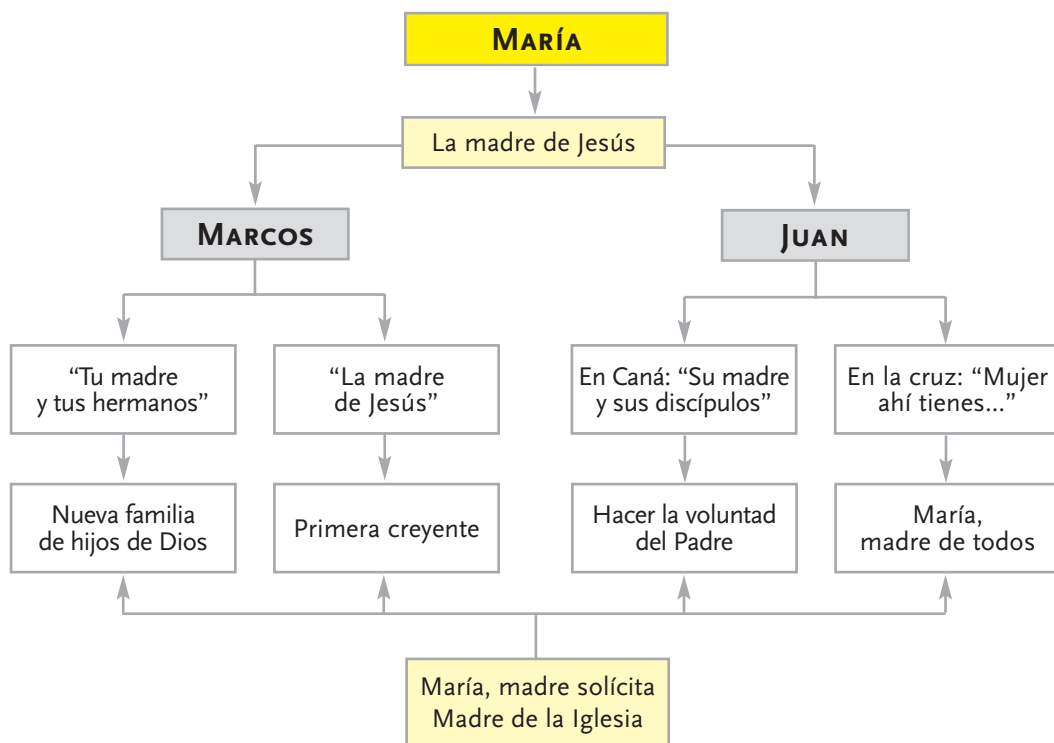 MARÍA
La madre de Jesús
MARCOS
JUAN
“Tu madre
y tus hermanos”
“La madre
de Jesús”
En Caná: “Su madre
y sus discípulos”
En la cruz: “Mujer
ahí tienes...”
Nueva familia
de hijos de Dios
Primera creyente
Hacer la voluntad
del Padre
María,
madre de todos
María, madre solícita
Madre de la Iglesia